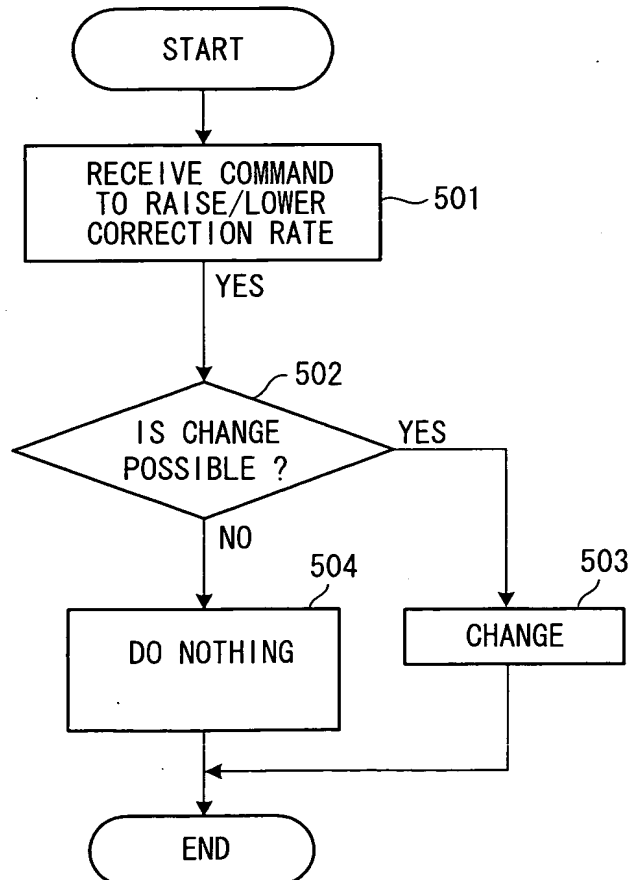 START
RECEIVE COMMAND
TO RAISE/LOWER
CORRECTION RATE
501
YES
502
IS CHANGE
POSSIBLE ?
YES
NO
504
503
DO NOTHING
CHANGE
END